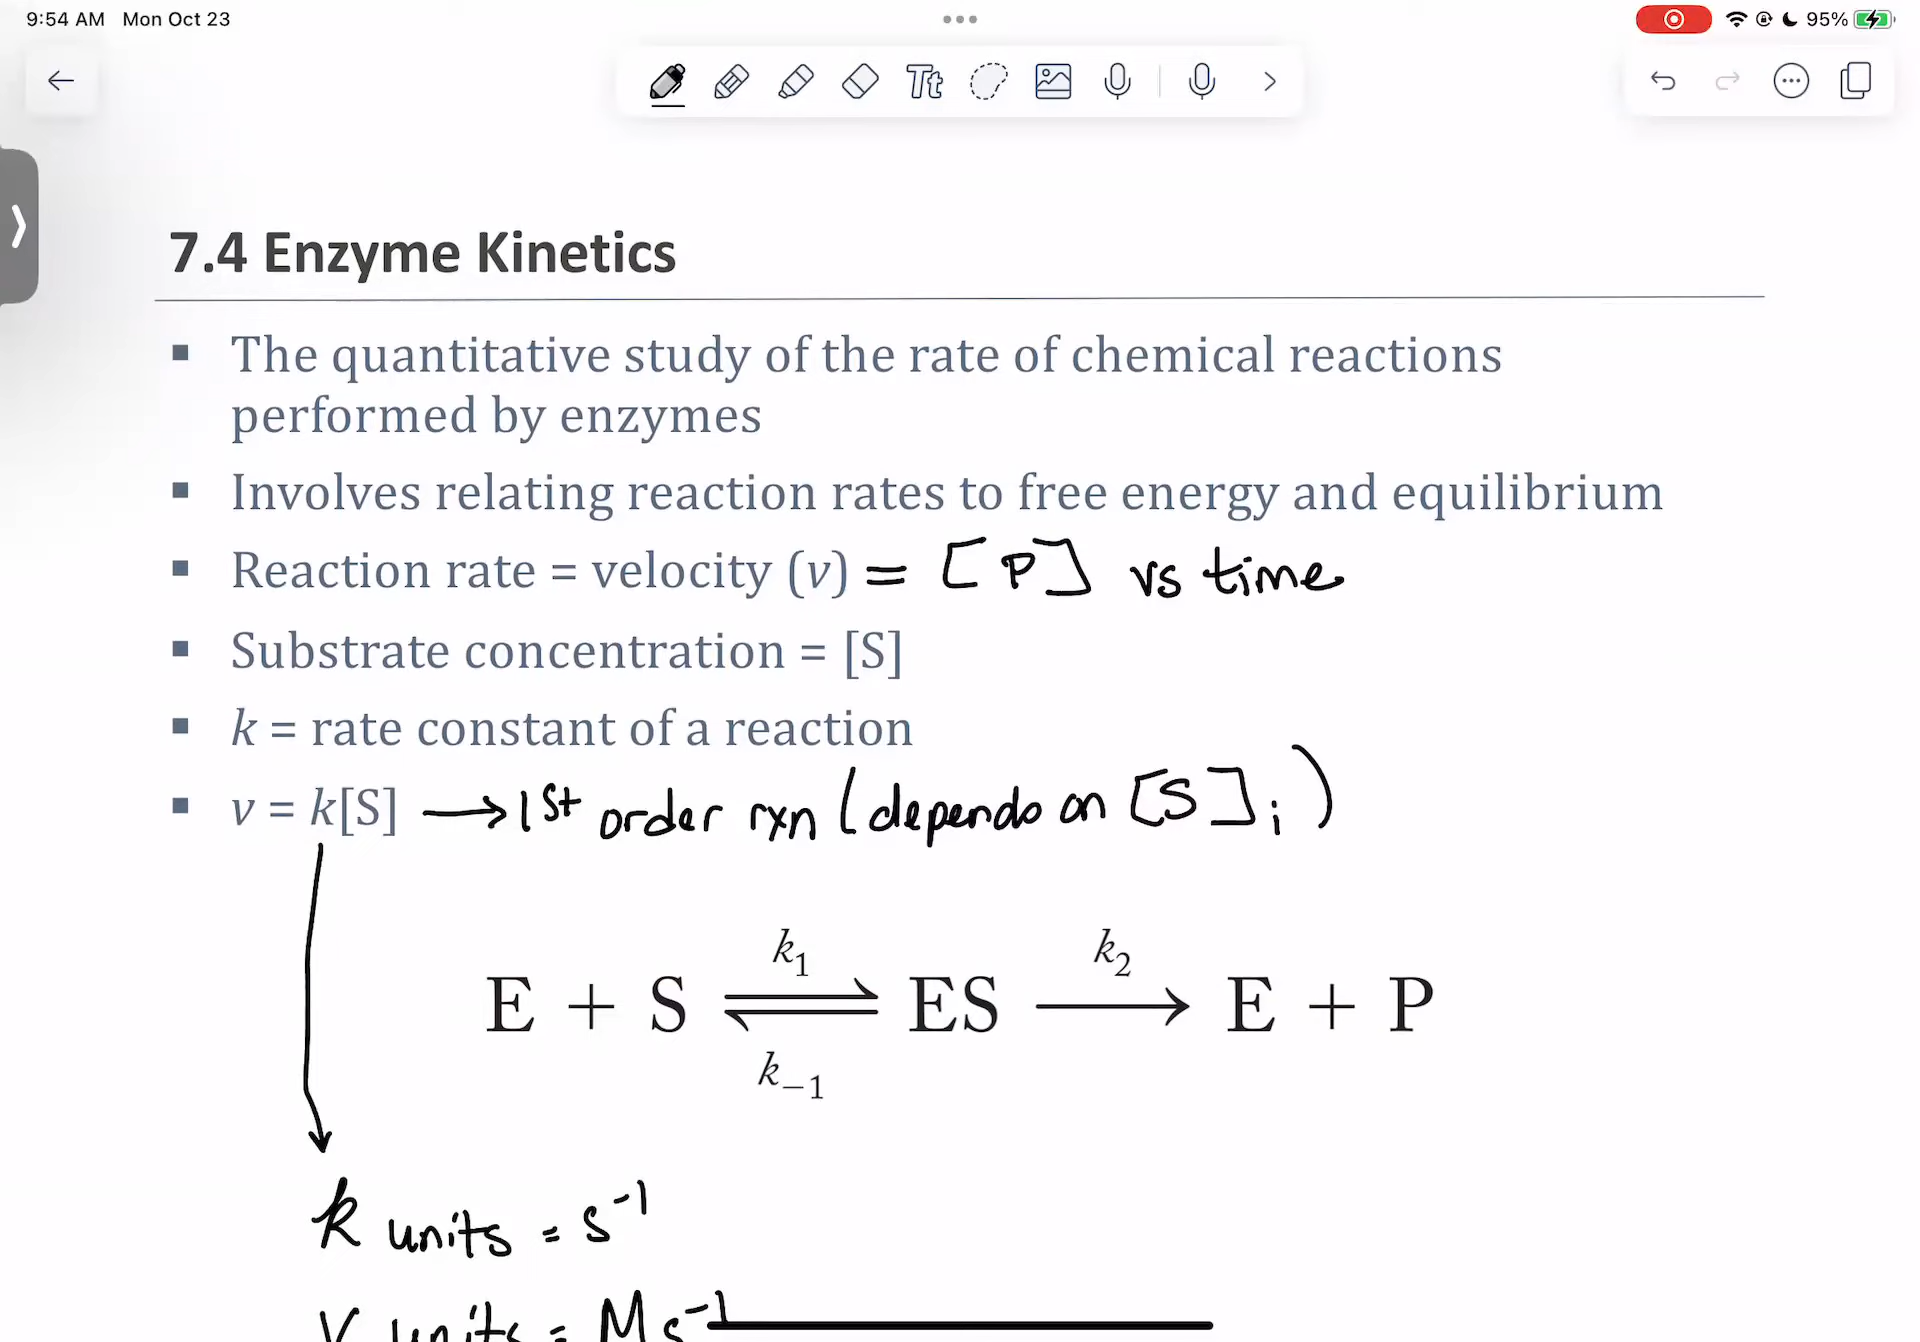 9:54 AM Mon Oct 23
95%
Tt
7.4 Enzyme Kinetics
▪ The quantitative study of the rate of chemical reactions
performed by enzymes
▪ Involves relating reaction rates to free energy and equilibrium
▪ Reaction rate = velocity (v) = [P] vs time
▪ Substrate concentration = [S]
▪ k = rate constant of a reaction
▪ v = k[S] → 1st order rxn (depends on [S]i)
k₁ k₂
E + S ⇌ ES → E + P
k₋₁
k units = s⁻¹
V units = Ms⁻¹